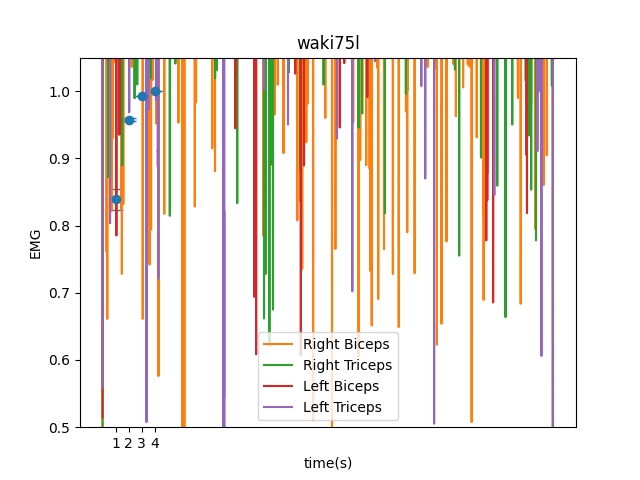 waki75l
EMG
1.0
0.9
0.8
0.7
0.6
0.5
Right Biceps
Right Triceps
Left Biceps
Left Triceps
1 2 3 4
time(s)